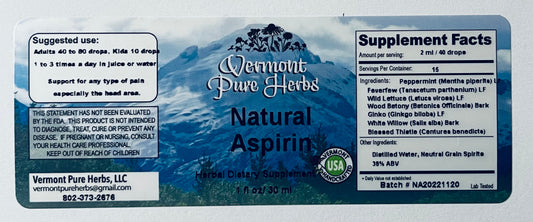 Suggested use:
Adults 40 to 80 drops. Kids 10 drops
1 to 3 times a day in juice or water
Support for any type of pain
especially the head area.
THIS STATEMENT HAS NOT BEEN EVALUATED
BY THE FDA. THIS PRODUCT IS NOT INTENDED
TO DIAGNOSE, TREAT, CURE OR PREVENT ANY
DISEASE. IF PREGNANT OR NURSING, CONSULT
YOUR HEALTH CARE PROFESSIONAL.
KEEP OUT OF REACH OF CHILDREN
Vermont Pure Herbs, LLC
vermontpureherbs@gmail.com
802-373-2676
Vermont
Pure Herbs
Natural
Aspirin
Herbal Dietary Supplement
1 fl oz/ 30 ml
VERMONT
USA
HANDCRAFTED
Supplement Facts
Amount per serving: 2 ml / 40 drops
Servings Per Container: 15
Ingredients: Peppermint (Mentha piperita) LF
Feverfew (Tanacetum parthenium) LF
Wild Lettuce (Letuca virosa) LF
Wood Betony (Betonica Officinale) Bark
Ginko (Ginkgo biloba) LF
White Willow (Salix alba) Bark
Blessed Thistle (Centurea benedicta)
Other Ingredients:
Distilled Water, Neutral Grain Spirits
35% ABV
* Daily Value not established
Batch # NA20221120 Lab Tested